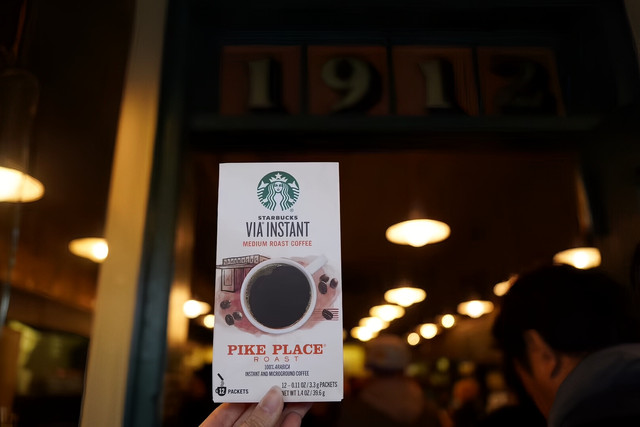 1912
STARBUCKS
VIA INSTANT
MEDIUM ROAST COFFEE
PIKE PLACE®
ROAST
100% ARABICA
INSTANT AND MICROGROUND COFFEE
12 PACKETS
12 - 0.11 OZ / 3.3 g PACKETS
NET WT 1.4 OZ / 39.6 g